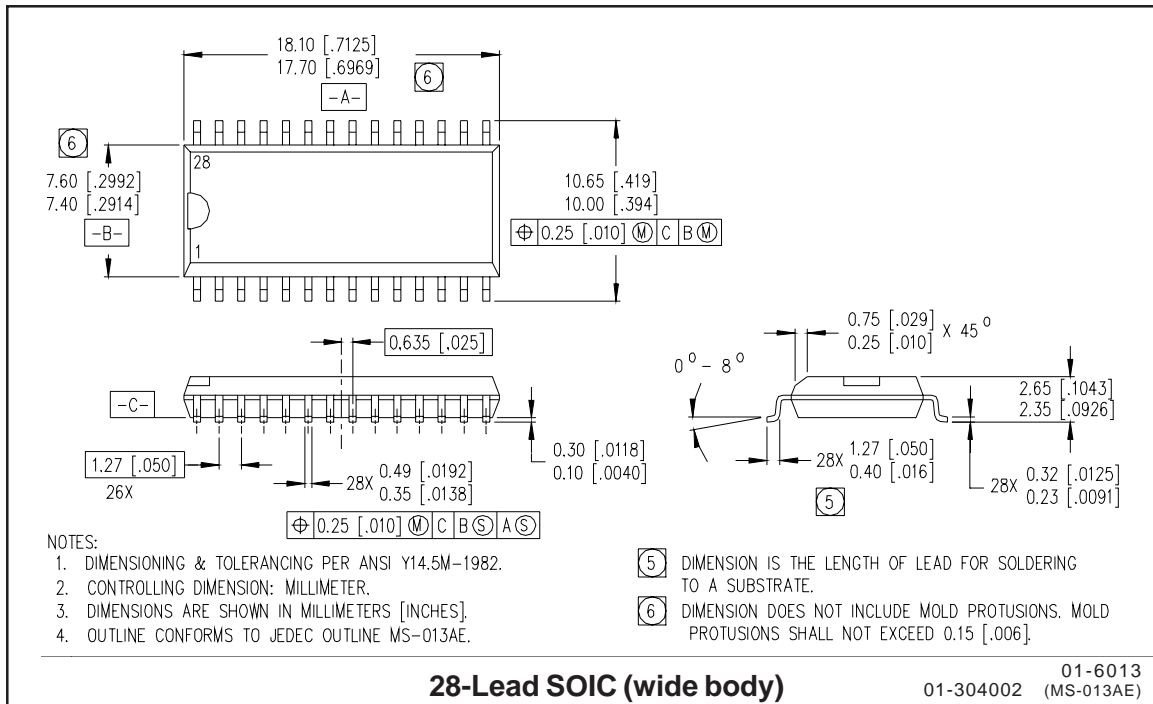 18.10 [.7125]
17.70 [.6969]
6
-A-
6
28
7.60 [.2992]
7.40 [.2914]
-B-
1
10.65 [.419]
10.00 [.394]
⌖ 0.25 [.010] Ⓜ C B Ⓜ
0.635 [.025]
0.75 [.029]
0.25 [.010] X 45°
0° - 8°
-C-
2.65 [.1043]
2.35 [.0926]
1.27 [.050]
26X
28X 0.49 [.0192]
0.35 [.0138]
0.30 [.0118]
0.10 [.0040]
28X 1.27 [.050]
0.40 [.016]
5
28X 0.32 [.0125]
0.23 [.0091]
⌖ 0.25 [.010] Ⓜ C B Ⓢ A Ⓢ
NOTES:
1. DIMENSIONING & TOLERANCING PER ANSI Y14.5M-1982.
2. CONTROLLING DIMENSION: MILLIMETER.
3. DIMENSIONS ARE SHOWN IN MILLIMETERS [INCHES].
4. OUTLINE CONFORMS TO JEDEC OUTLINE MS-013AE.
5 DIMENSION IS THE LENGTH OF LEAD FOR SOLDERING
TO A SUBSTRATE.
6 DIMENSION DOES NOT INCLUDE MOLD PROTUSIONS. MOLD
PROTUSIONS SHALL NOT EXCEED 0.15 [.006].
28-Lead SOIC (wide body)
01-6013
01-304002 (MS-013AE)